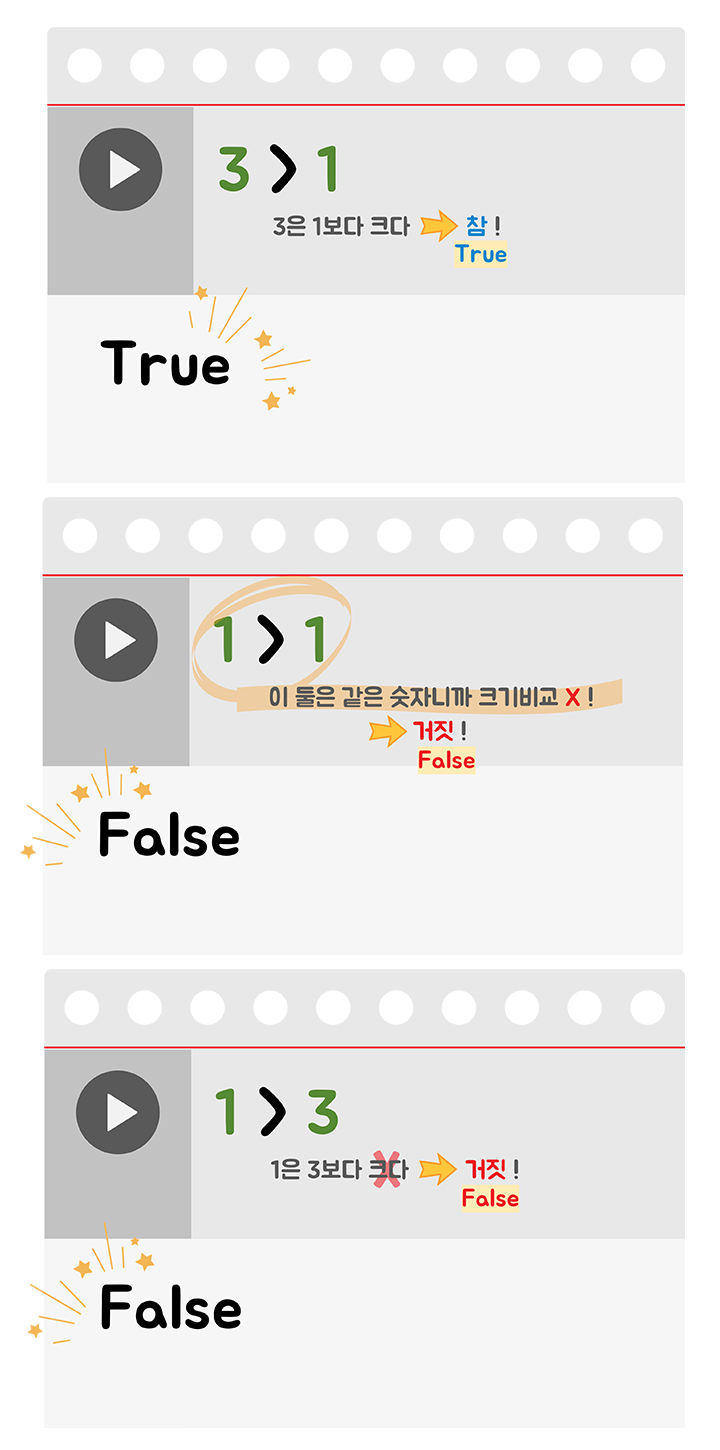 3 > 1
3은 1보다 크다 참 !
True
True
1 > 1
이 둘은 같은 숫자니까 크기비교 X !
거짓 !
False
False
1 > 3
1은 3보다 크다 거짓 !
False
False